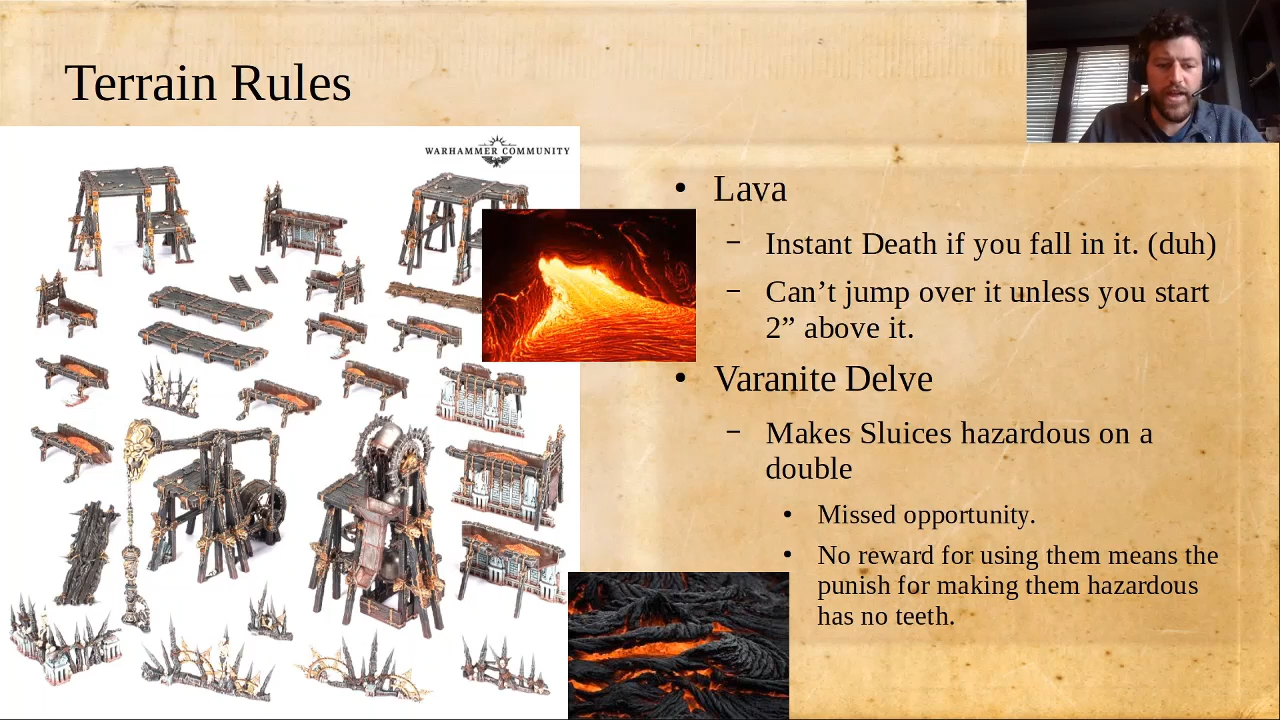 Terrain Rules
WARHAMMER COMMUNITY
• Lava
– Instant Death if you fall in it. (duh)
– Can’t jump over it unless you start
2” above it.
• Varanite Delve
– Makes Sluices hazardous on a
double
• Missed opportunity.
• No reward for using them means the
punish for making them hazardous
has no teeth.